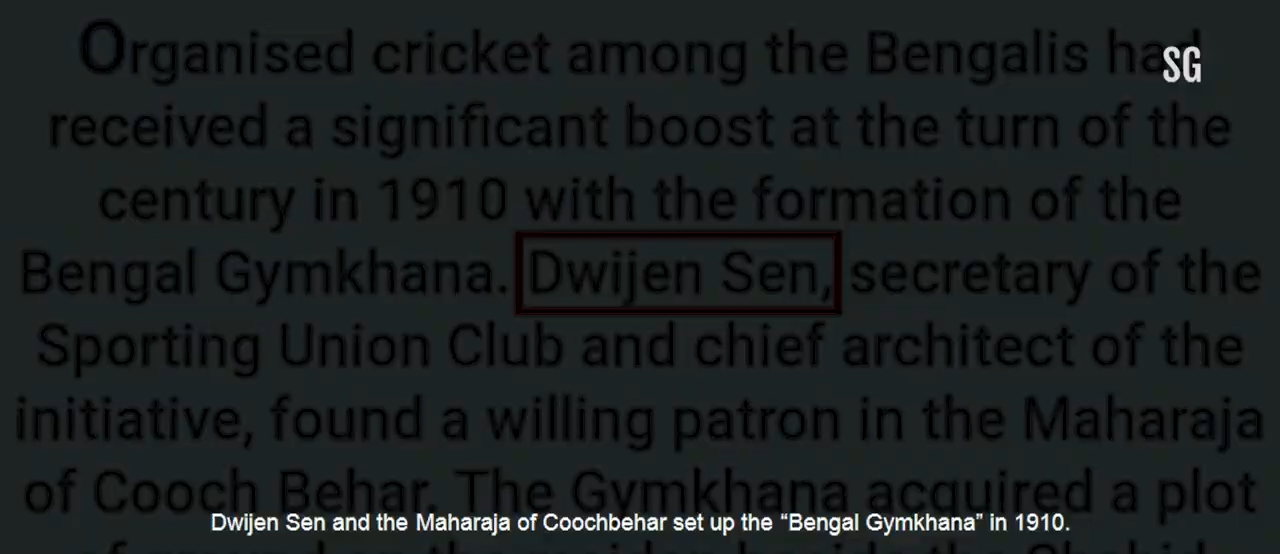 Organised cricket among the Bengalis had
SG
received a significant boost at the turn of the
century in 1910 with the formation of the
Bengal Gymkhana. Dwijen Sen, secretary of the
Sporting Union Club and chief architect of the
initiative, found a willing patron in the Maharaja
of Cooch Behar. The Gymkhana acquired a plot
Dwijen Sen and the Maharaja of Coochbehar set up the “Bengal Gymkhana” in 1910.